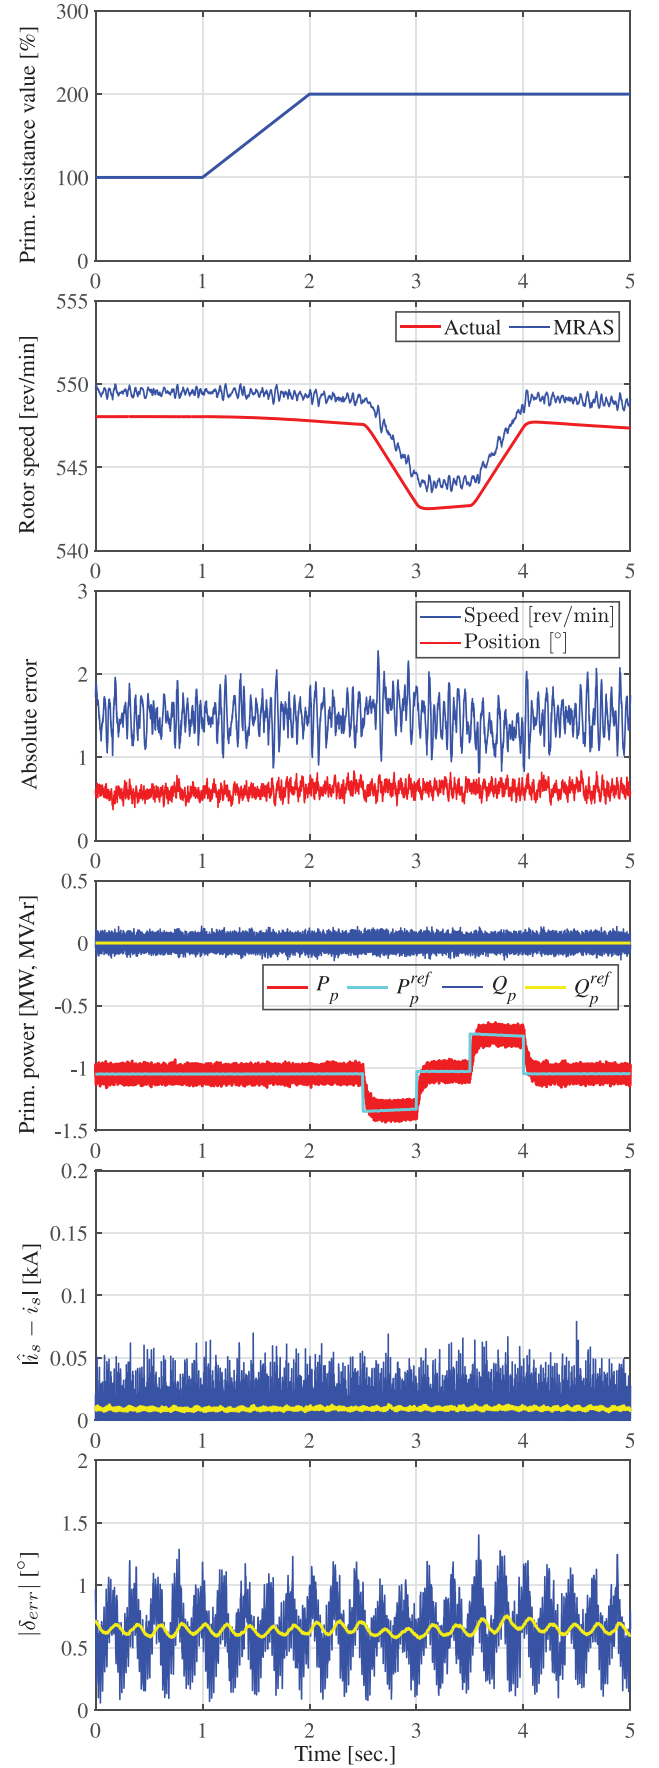 Prim. resistance value [%]
300
200
100
0
0 1 2 3 4 5
Rotor speed [rev/min]
555
550
545
540
Actual MRAS
0 1 2 3 4 5
Absolute error
3
2
1
0
Speed [rev/min]
Position [°]
0 1 2 3 4 5
Prim. power [MW, MVAr]
0.5
0
-0.5
-1
-1.5
P_p P_p^{ref} Q_p Q_p^{ref}
0 1 2 3 4 5
|î_s − i_s| [kA]
0.2
0.15
0.1
0.05
0
0 1 2 3 4 5
|δ_{err}| [°]
2
1.5
1
0.5
0
0 1 2 3 4 5
Time [sec.]